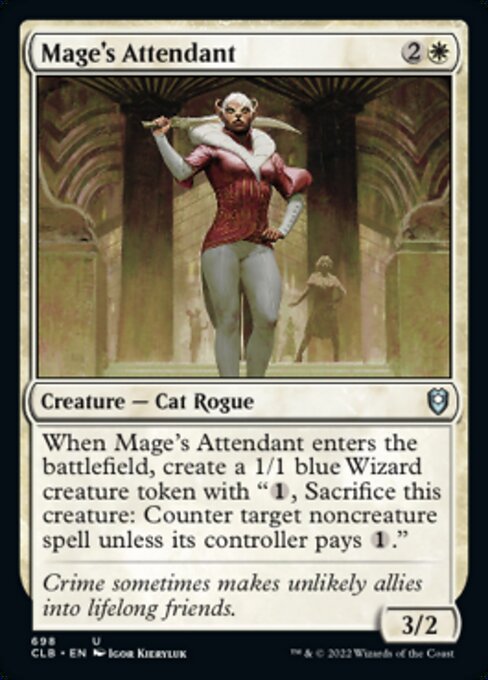 Mage's Attendant 2
Creature — Cat Rogue
When Mage's Attendant enters the
battlefield, create a 1/1 blue Wizard
creature token with “1, Sacrifice this
creature: Counter target noncreature
spell unless its controller pays 1.”
Crime sometimes makes unlikely allies
into lifelong friends.
3/2
698 U
CLB • EN Igor Kieryluk
™ & © 2022 Wizards of the Coast